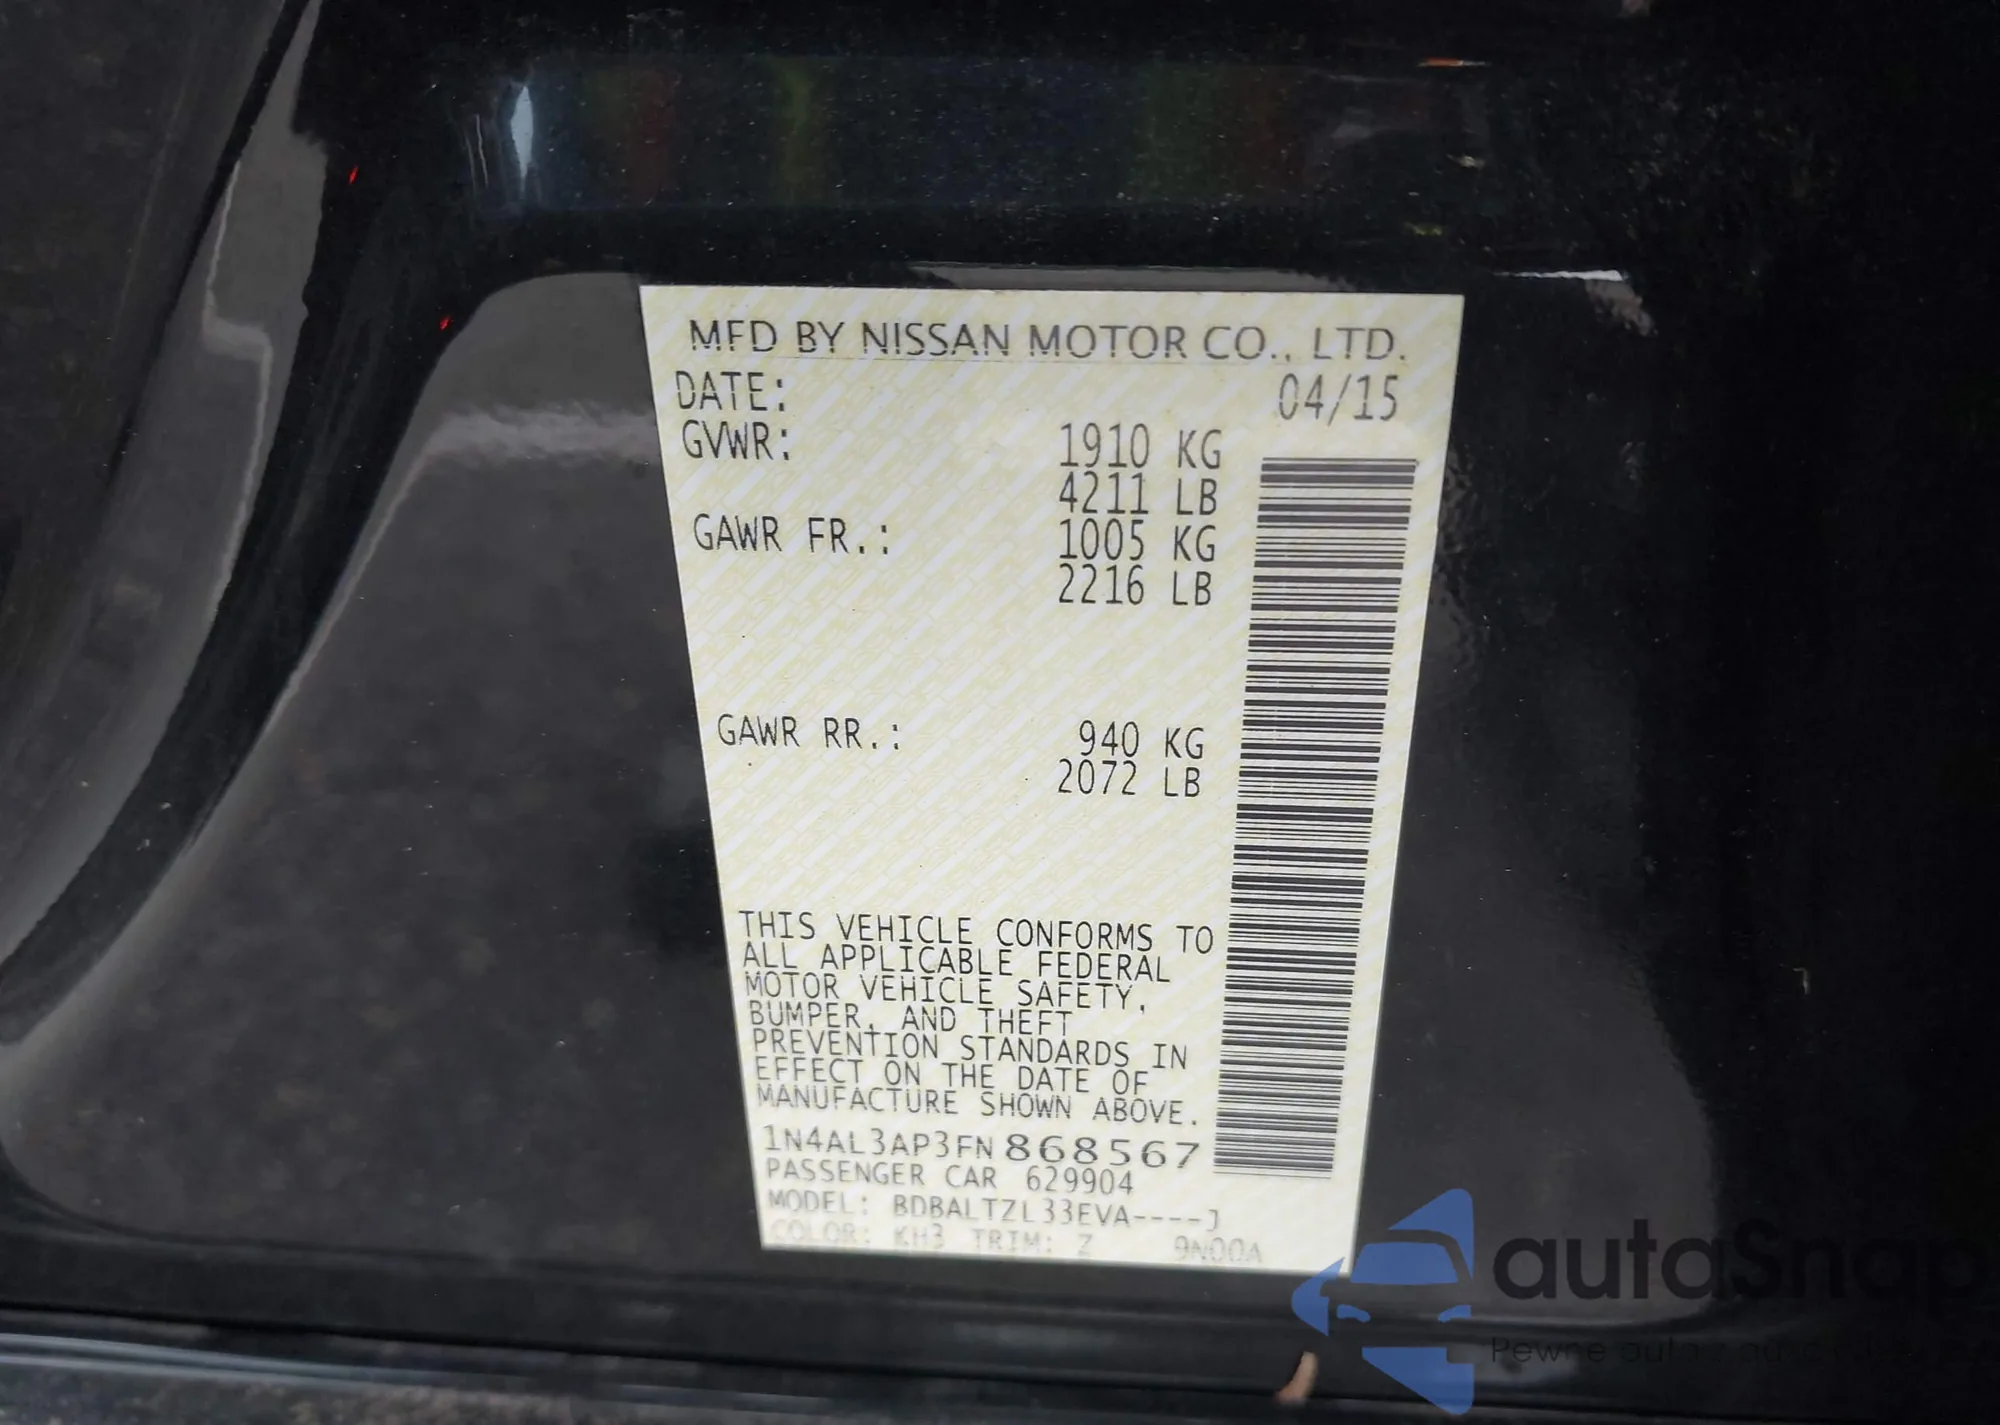 MFD BY NISSAN MOTOR CO., LTD.
DATE: 04/15
GVWR: 1910 KG
4211 LB
GAWR FR.: 1005 KG
2216 LB
GAWR RR.: 940 KG
2072 LB
THIS VEHICLE CONFORMS TO
ALL APPLICABLE FEDERAL
MOTOR VEHICLE SAFETY,
BUMPER, AND THEFT
PREVENTION STANDARDS IN
EFFECT ON THE DATE OF
MANUFACTURE SHOWN ABOVE.
1N4AL3AP3FN868567
PASSENGER CAR 629904
MODEL: BDBALTZL33EVA----J
COLOR: KH3 TRIM: Z 9N00A
autaSnap
Pewne auto